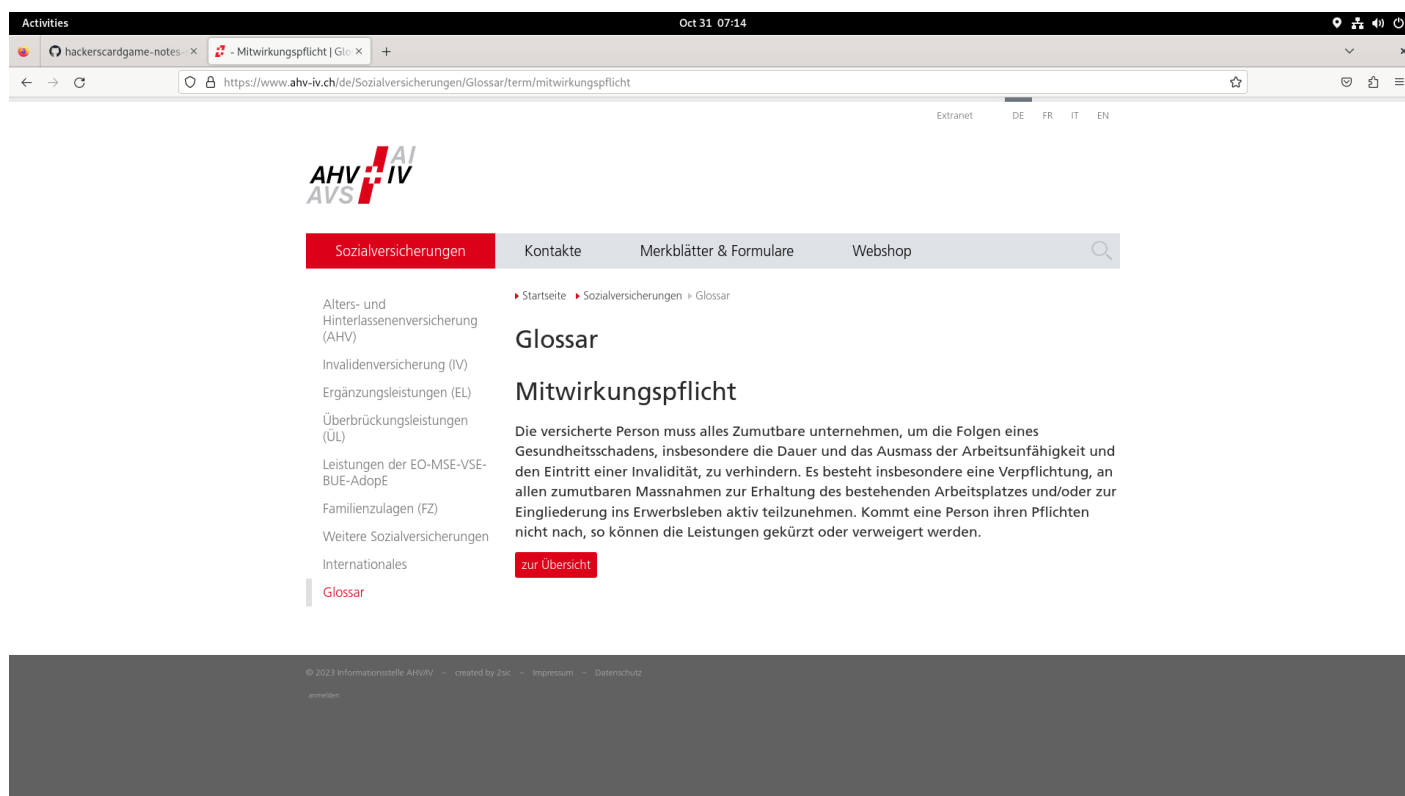 Activities
Oct 31 07:14
hackerscardgame-notes-
- Mitwirkungspflicht | Glo
https://www.ahv-iv.ch/de/Sozialversicherungen/Glossar/term/mitwirkungspflicht
Extranet DE FR IT EN
AI
AHV IV
AVS
Sozialversicherungen Kontakte Merkblätter & Formulare Webshop
Startseite Sozialversicherungen Glossar
Alters- und
Hinterlassenenversicherung
(AHV)
Invalidenversicherung (IV)
Ergänzungsleistungen (EL)
Überbrückungsleistungen
(ÜL)
Leistungen der EO-MSE-VSE-
BUE-AdopE
Familienzulagen (FZ)
Weitere Sozialversicherungen
Internationales
Glossar
Glossar
Mitwirkungspflicht
Die versicherte Person muss alles Zumutbare unternehmen, um die Folgen eines
Gesundheitsschadens, insbesondere die Dauer und das Ausmass der Arbeitsunfähigkeit und
den Eintritt einer Invalidität, zu verhindern. Es besteht insbesondere eine Verpflichtung, an
allen zumutbaren Massnahmen zur Erhaltung des bestehenden Arbeitsplatzes und/oder zur
Eingliederung ins Erwerbsleben aktiv teilzunehmen. Kommt eine Person ihren Pflichten
nicht nach, so können die Leistungen gekürzt oder verweigert werden.
zur Übersicht
© 2023 Informationsstelle AHV/IV – created by 2sic – Impressum – Datenschutz
anmelden